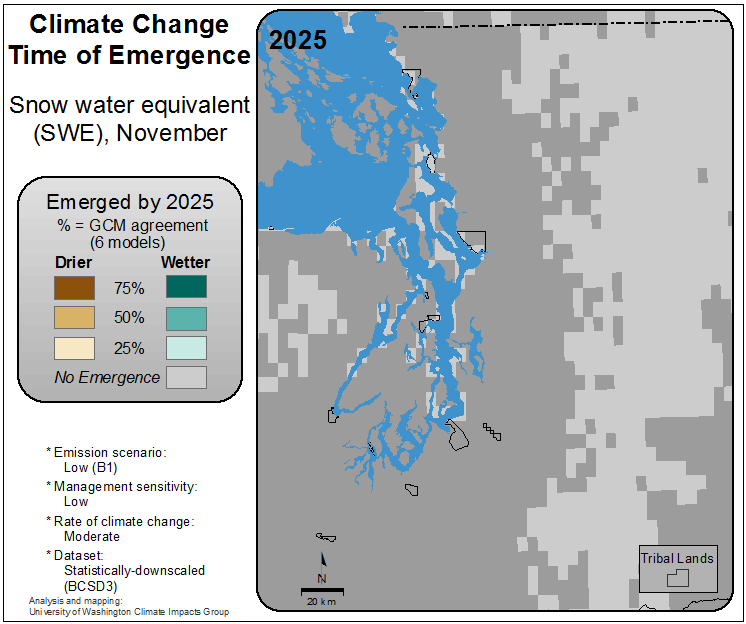 Climate Change
Time of Emergence
Snow water equivalent
(SWE), November
Emerged by 2025
% = GCM agreement
(6 models)
Drier
Wetter
75%
50%
25%
No Emergence
* Emission scenario:
Low (B1)
* Management sensitivity:
Low
* Rate of climate change:
Moderate
* Dataset:
Statistically-downscaled
(BCSD3)
Analysis and mapping:
University of Washington Climate Impacts Group
2025
N
20 km
Tribal Lands